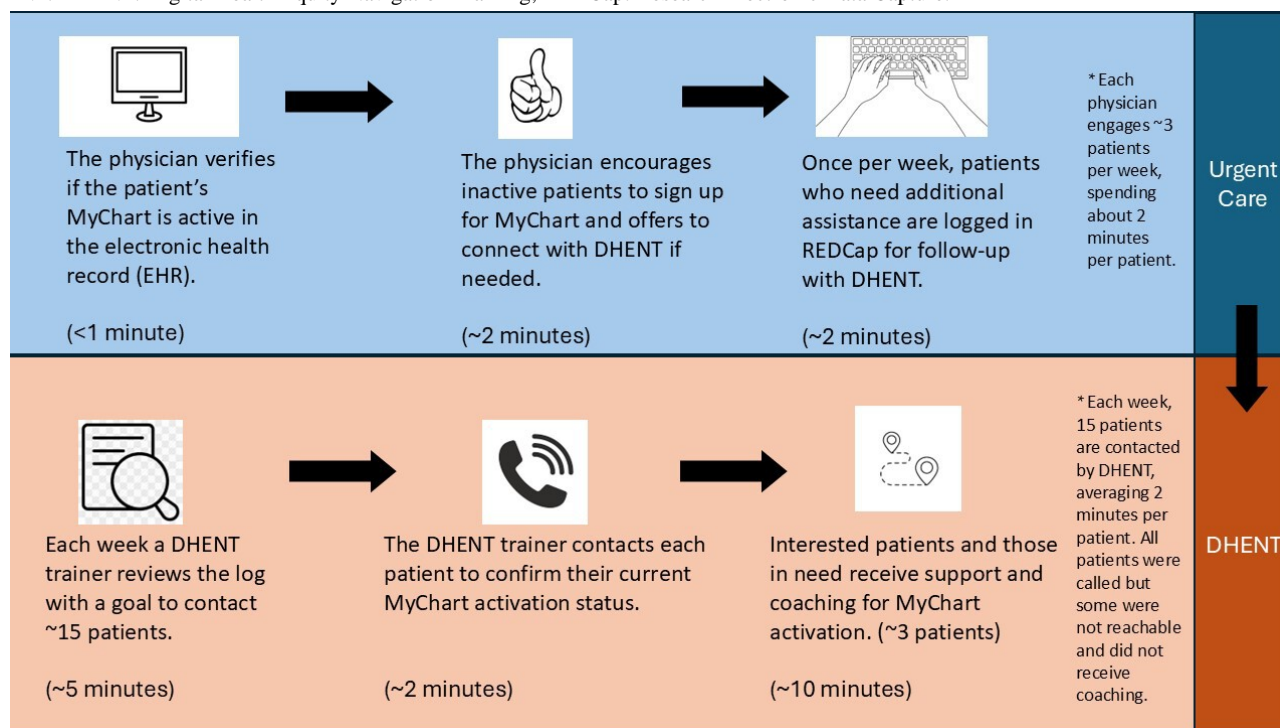 The physician verifies
if the patient's
MyChart is active in
the electronic health
record (EHR).
(<1 minute)
The physician encourages
inactive patients to sign up
for MyChart and offers to
connect with DHENT if
needed.
(~2 minutes)
Once per week, patients
who need additional
assistance are logged in
REDCap for follow-up
with DHENT.
(~2 minutes)
* Each
physician
engages ~3
patients
per week,
spending
about 2
minutes
per patient.
Urgent
Care
Each week a DHENT
trainer reviews the log
with a goal to contact
~15 patients.
(~5 minutes)
The DHENT trainer contacts each
patient to confirm their current
MyChart activation status.
(~2 minutes)
Interested patients and those
in need receive support and
coaching for MyChart
activation. (~3 patients)
(~10 minutes)
* Each week,
15 patients
are contacted
by DHENT,
averaging 2
minutes per
patient. All
patients were
called but
some were
not reachable
and did not
receive
coaching.
DHENT